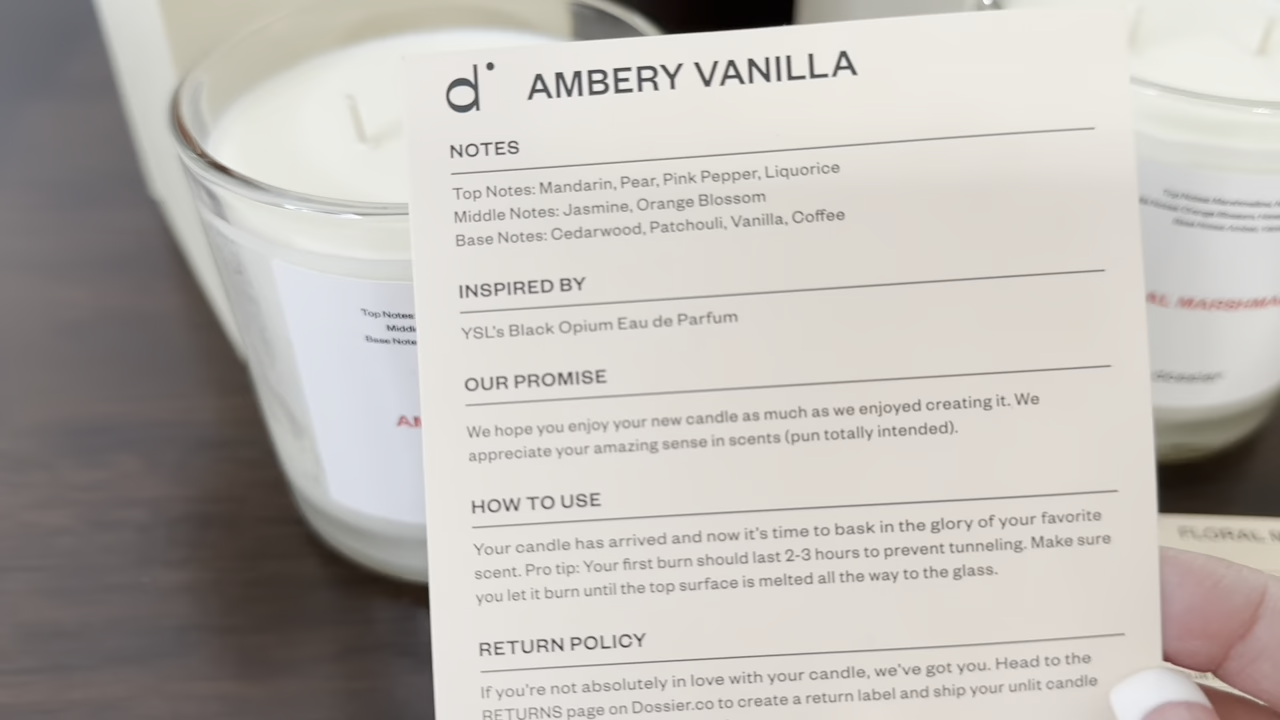 d
AMBERY VANILLA
NOTES
Top Notes: Mandarin, Pear, Pink Pepper, Liquorice
Middle Notes: Jasmine, Orange Blossom
Base Notes: Cedarwood, Patchouli, Vanilla, Coffee
INSPIRED BY
YSL's Black Opium Eau de Parfum
OUR PROMISE
We hope you enjoy your new candle as much as we enjoyed creating it. We
appreciate your amazing sense in scents (pun totally intended).
HOW TO USE
Your candle has arrived and now it's time to bask in the glory of your favorite
scent. Pro tip: Your first burn should last 2-3 hours to prevent tunneling. Make sure
you let it burn until the top surface is melted all the way to the glass.
RETURN POLICY
If you're not absolutely in love with your candle, we've got you. Head to the
RETURNS page on Dossier.co to create a return label and ship your unlit candle
Top Notes:
Middl
Base Note
AM
FLORAL